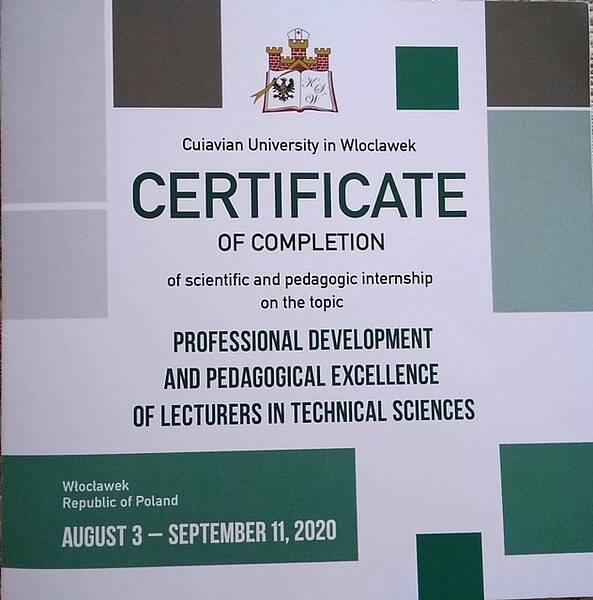 K
S
W
Cuiavian University in Wloclawek
CERTIFICATE
OF COMPLETION
of scientific and pedagogic internship
on the topic
PROFESSIONAL DEVELOPMENT
AND PEDAGOGICAL EXCELLENCE
OF LECTURERS IN TECHNICAL SCIENCES
Włocławek
Republic of Poland
AUGUST 3 – SEPTEMBER 11, 2020